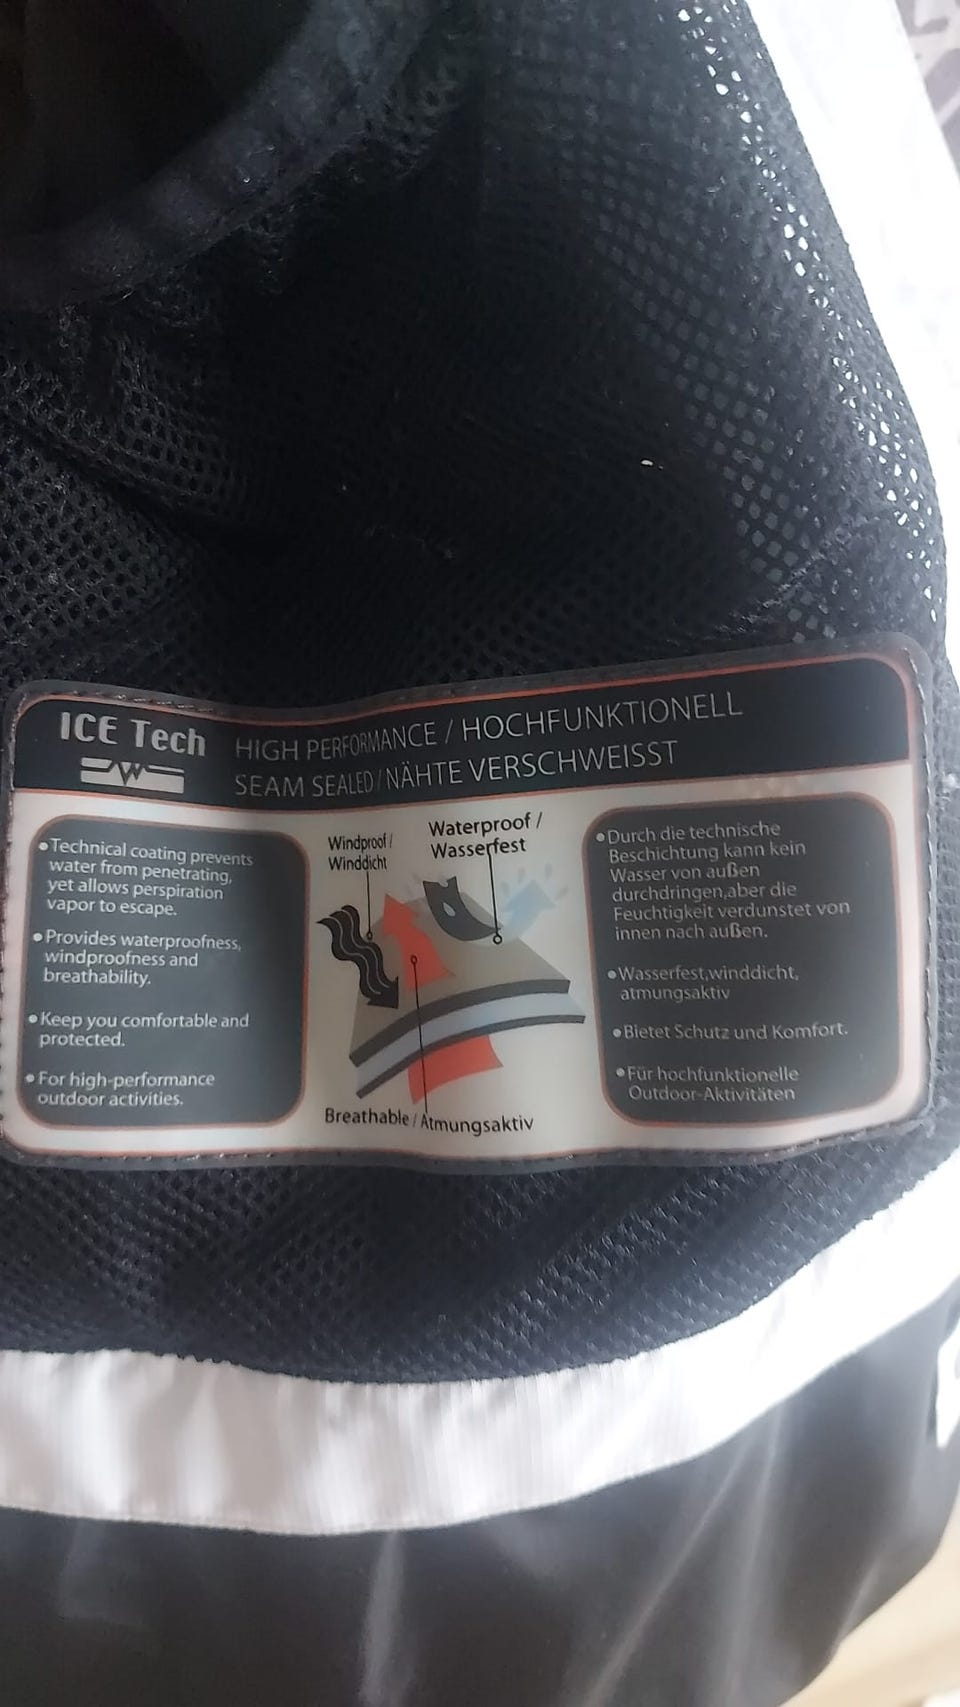 ICE Tech
HIGH PERFORMANCE / HOCHFUNKTIONELL
SEAM SEALED / NÄHTE VERSCHWEISST
•Technical coating prevents
water from penetrating,
yet allows perspiration
vapor to escape.
•Provides waterproofness,
windproofness and
breathability.
•Keep you comfortable and
protected.
•For high-performance
outdoor activities.
Windproof /
Winddicht
Waterproof /
Wasserfest
Breathable / Atmungsaktiv
•Durch die technische
Beschichtung kann kein
Wasser von außen
durchdringen,aber die
Feuchtigkeit verdunstet von
innen nach außen.
•Wasserfest,winddicht,
atmungsaktiv
•Bietet Schutz und Komfort.
•Für hochfunktionelle
Outdoor-Aktivitäten